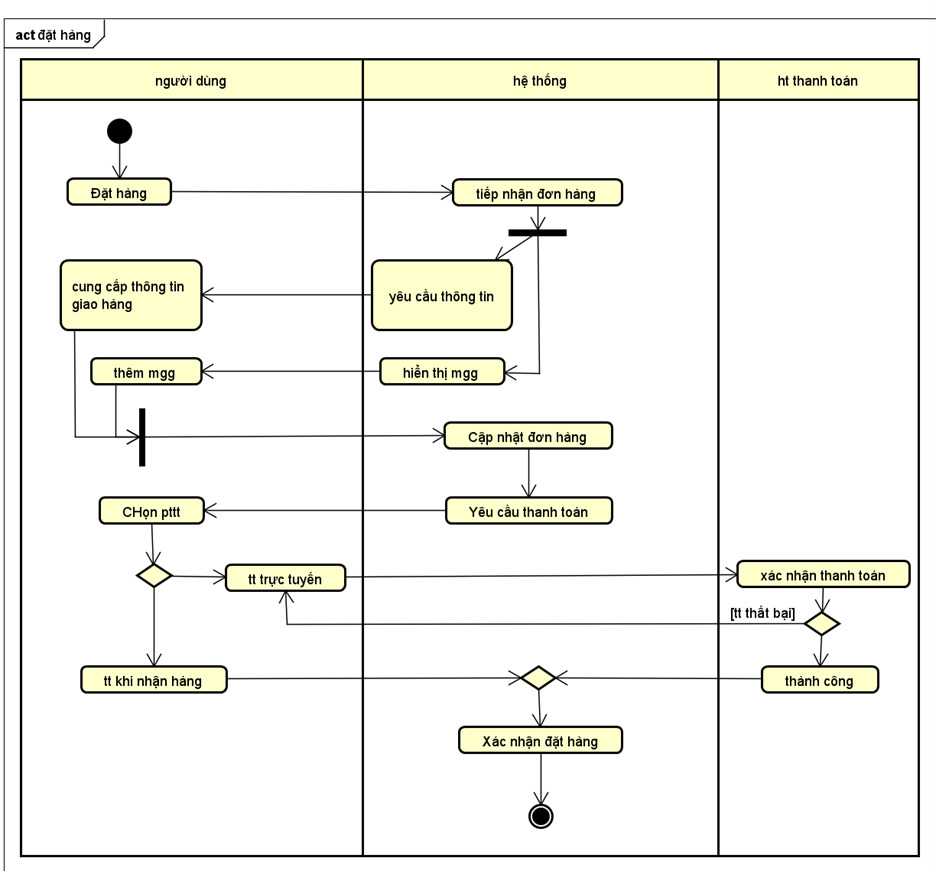 act đặt hàng
người dùng
hệ thống
ht thanh toán
Đặt hàng
tiếp nhận đơn hàng
cung cấp thông tin
giao hàng
yêu cầu thông tin
thêm mgg
hiển thị mgg
Cập nhật đơn hàng
CHọn pttt
Yêu cầu thanh toán
tt trực tuyến
xác nhận thanh toán
[tt thất bại]
tt khi nhận hàng
thành công
Xác nhận đặt hàng